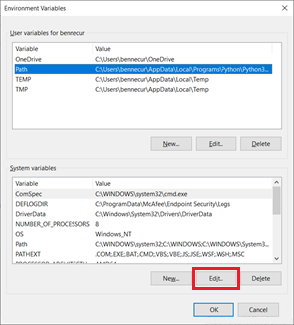 Environment Variables
User variables for bennecur
Variable Value
OneDrive C:\Users\bennecur\OneDrive
Path C:\Users\bennecur\AppData\Local\Programs\Python\Python3...
TEMP C:\Users\bennecur\AppData\Local\Temp
TMP C:\Users\bennecur\AppData\Local\Temp
New... Edit... Delete
System variables
Variable Value
ComSpec C:\WINDOWS\system32\cmd.exe
DEFLOGDIR C:\ProgramData\McAfee\Endpoint Security\Logs
DriverData C:\Windows\System32\Drivers\DriverData
NUMBER_OF_PROCESSORS 8
OS Windows_NT
Path C:\WINDOWS\system32;C:\WINDOWS;C:\WINDOWS\System...
PATHEXT .COM;.EXE;.BAT;.CMD;.VBS;.VBE;.JS;.JSE;.WSF;.WSH;.MSC
New... Edit... Delete
OK Cancel